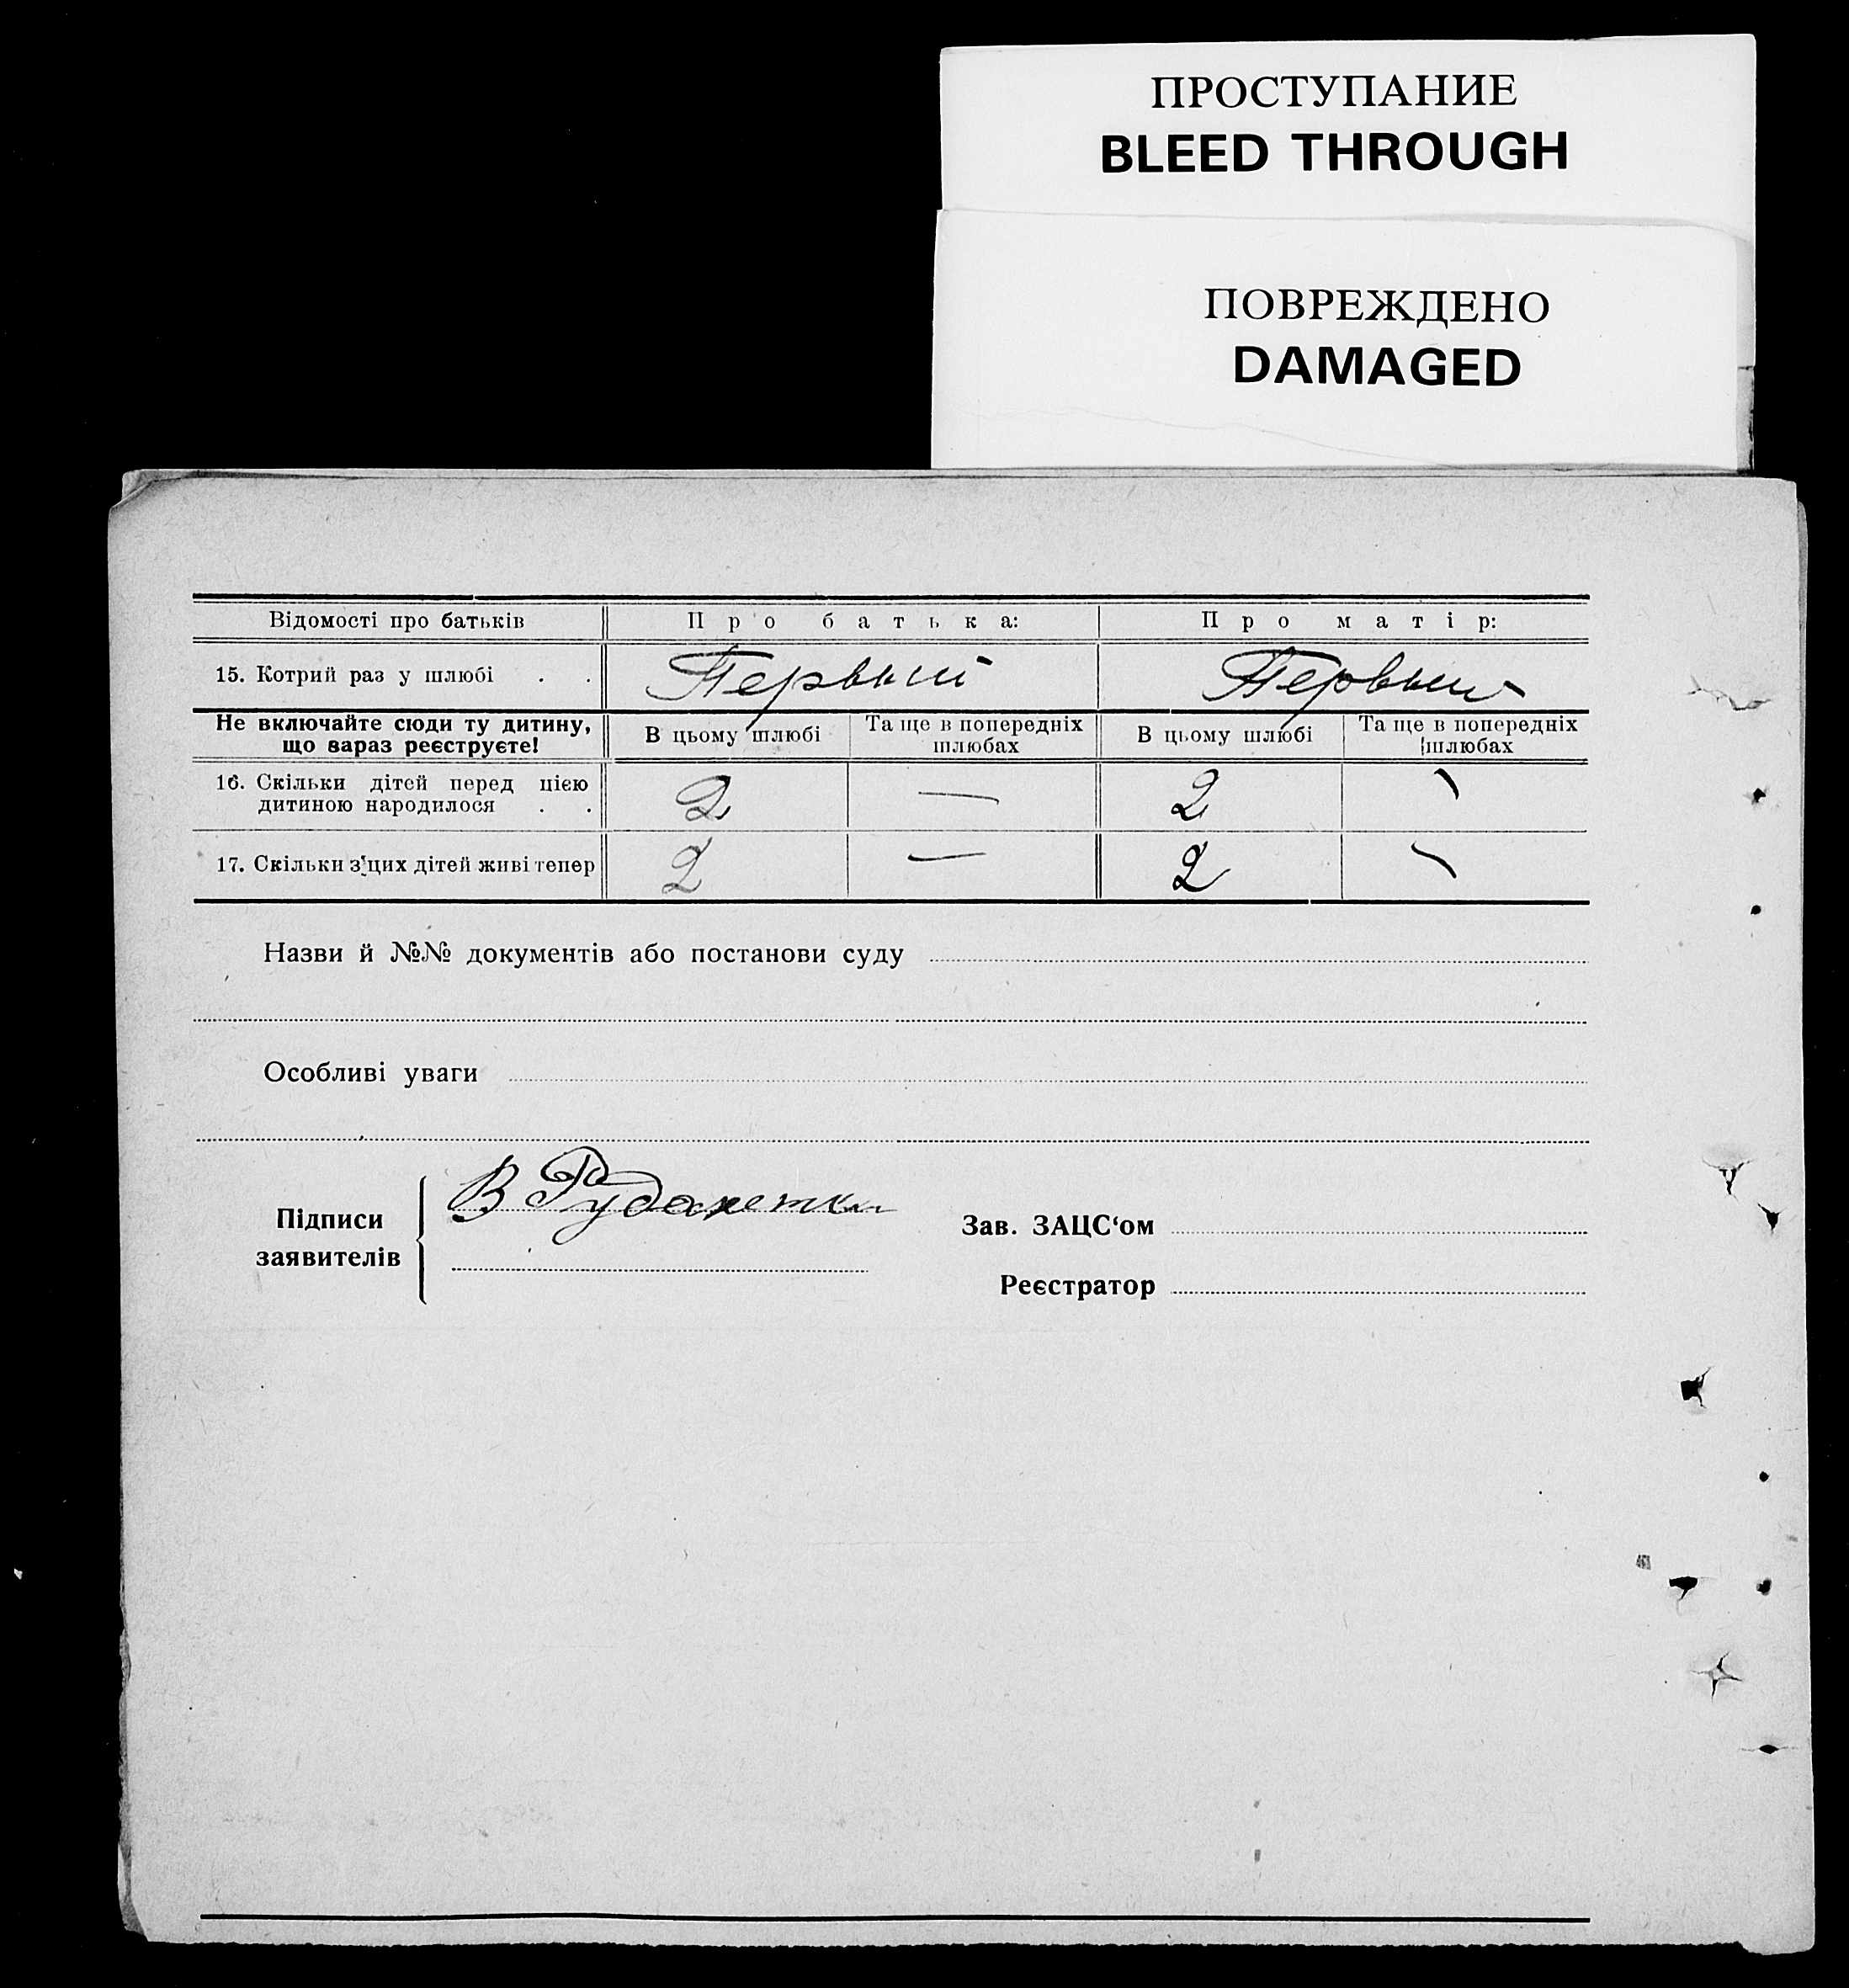 ПРОСТУПАНИЕ
BLEED THROUGH
ПОВРЕЖДЕНО
DAMAGED
Відомості про батьків Про батька: Про матір:
15. Котрий раз у шлюбі . . Первый Первый
Не включайте сюди ту дитину, що вараз реєструєте! В цьому шлюбі Та ще в попередніх шлюбах В цьому шлюбі Та ще в попередніх шлюбах
16. Скільки дітей перед цією дитиною народилося . . 2 — 2 —
17. Скільки з'цих дітей живі тепер 2 — 2 —
Назви й №№ документів або постанови суду
Особливі уваги
Підписи заявителів В
Зав. ЗАЦС‘ом
Реєстратор